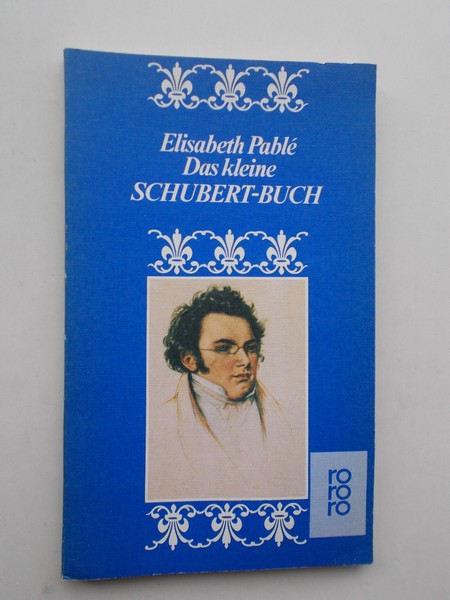 Elisabeth Pablé
Das kleine
SCHUBERT-BUCH
ro
ro
ro